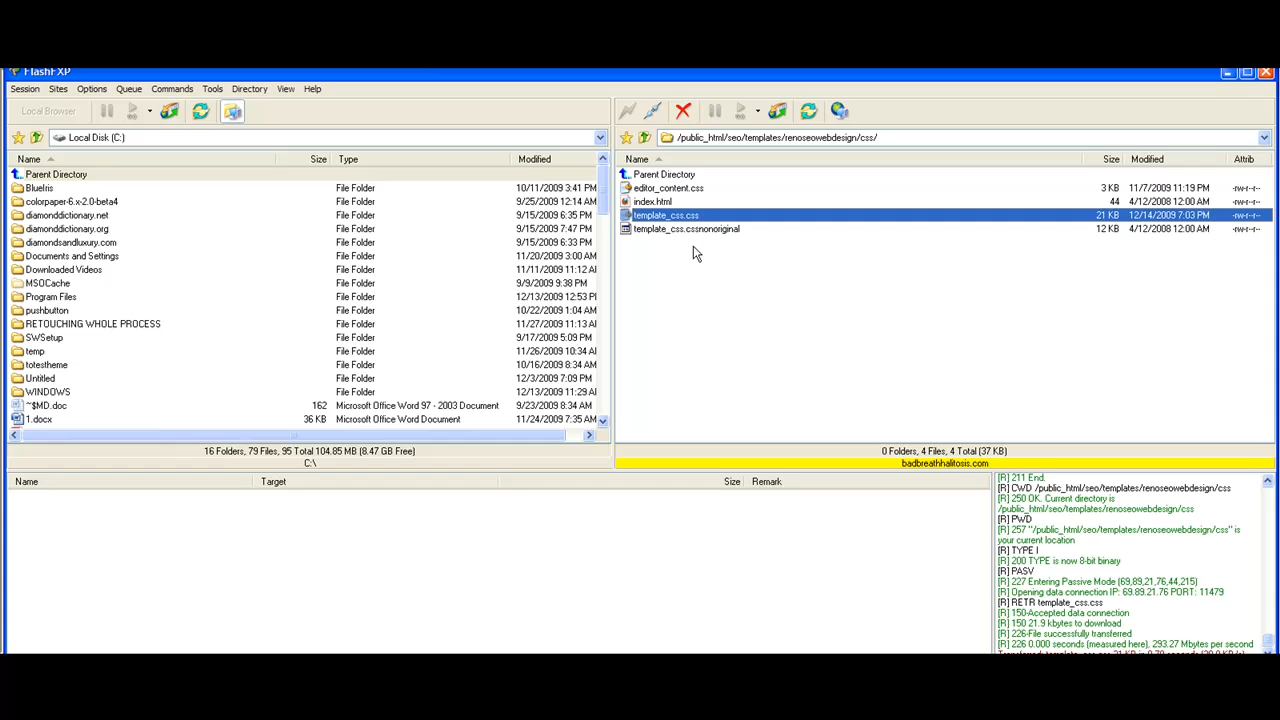 FlashFXP
Session Sites Options Queue Commands Tools Directory View Help
Local Browser
Local Disk (C:) /public_html/seo/templates/renoseowebdesign/css/
Name Size Type Modified
Parent Directory
BlueIris File Folder 10/11/2009 3:41 PM
colorpaper-6.x-2.0-beta4 File Folder 9/25/2009 12:14 AM
diamonddictionary.net File Folder 9/15/2009 6:35 PM
diamonddictionary.org File Folder 9/15/2009 7:47 PM
diamondsandluxury.com File Folder 9/15/2009 6:33 PM
Documents and Settings File Folder 11/20/2009 3:00 AM
Downloaded Videos File Folder 11/11/2009 11:12 A
MSOCache File Folder 9/9/2009 9:38 PM
Program Files File Folder 12/13/2009 12:53 P
pushbutton File Folder 10/22/2009 1:04 AM
RETOUCHING WHOLE PROCESS File Folder 11/27/2009 11:13 A
SWSetup File Folder 9/17/2009 5:09 PM
temp File Folder 11/26/2009 10:34 A
totestheme File Folder 10/16/2009 8:34 AM
Untitled File Folder 12/3/2009 7:09 PM
WINDOWS File Folder 12/13/2009 11:29 A
~$MD.doc 162 Microsoft Office Word 97 - 2003 Document 9/23/2009 8:34 AM
1.docx 36 KB Microsoft Office Word Document 11/24/2009 7:35 AM
16 Folders, 79 Files, 95 Total 104.85 MB (8.47 GB Free)
C:\
Name Size Modified Attrib
Parent Directory
editor_content.css 3 KB 11/7/2009 11:19 PM -rw-r--r--
index.html 44 4/12/2008 12:00 AM -rw-r--r--
template_css.css 21 KB 12/14/2009 7:03 PM -rw-r--r--
template_css.cssnonoriginal 12 KB 4/12/2008 12:00 AM -rw-r--r--
0 Folders, 4 Files, 4 Total (37 KB)
badbreathhalitosis.com
Name Target Size Remark
[R] 211 End.
[R] CWD /public_html/seo/templates/renoseowebdesign/css
[R] 250 OK. Current directory is
/public_html/seo/templates/renoseowebdesign/css
[R] PWD
[R] 257 "/public_html/seo/templates/renoseowebdesign/css" is
your current location
[R] TYPE I
[R] 200 TYPE is now 8-bit binary
[R] PASV
[R] 227 Entering Passive Mode (69,89,21,76,44,215)
[R] Opening data connection IP: 69.89.21.76 PORT: 11479
[R] RETR template_css.css
[R] 150-Accepted data connection
[R] 150 21.9 kbytes to download
[R] 226-File successfully transferred
[R] 226 0.000 seconds (measured here), 293.27 Mbytes per second